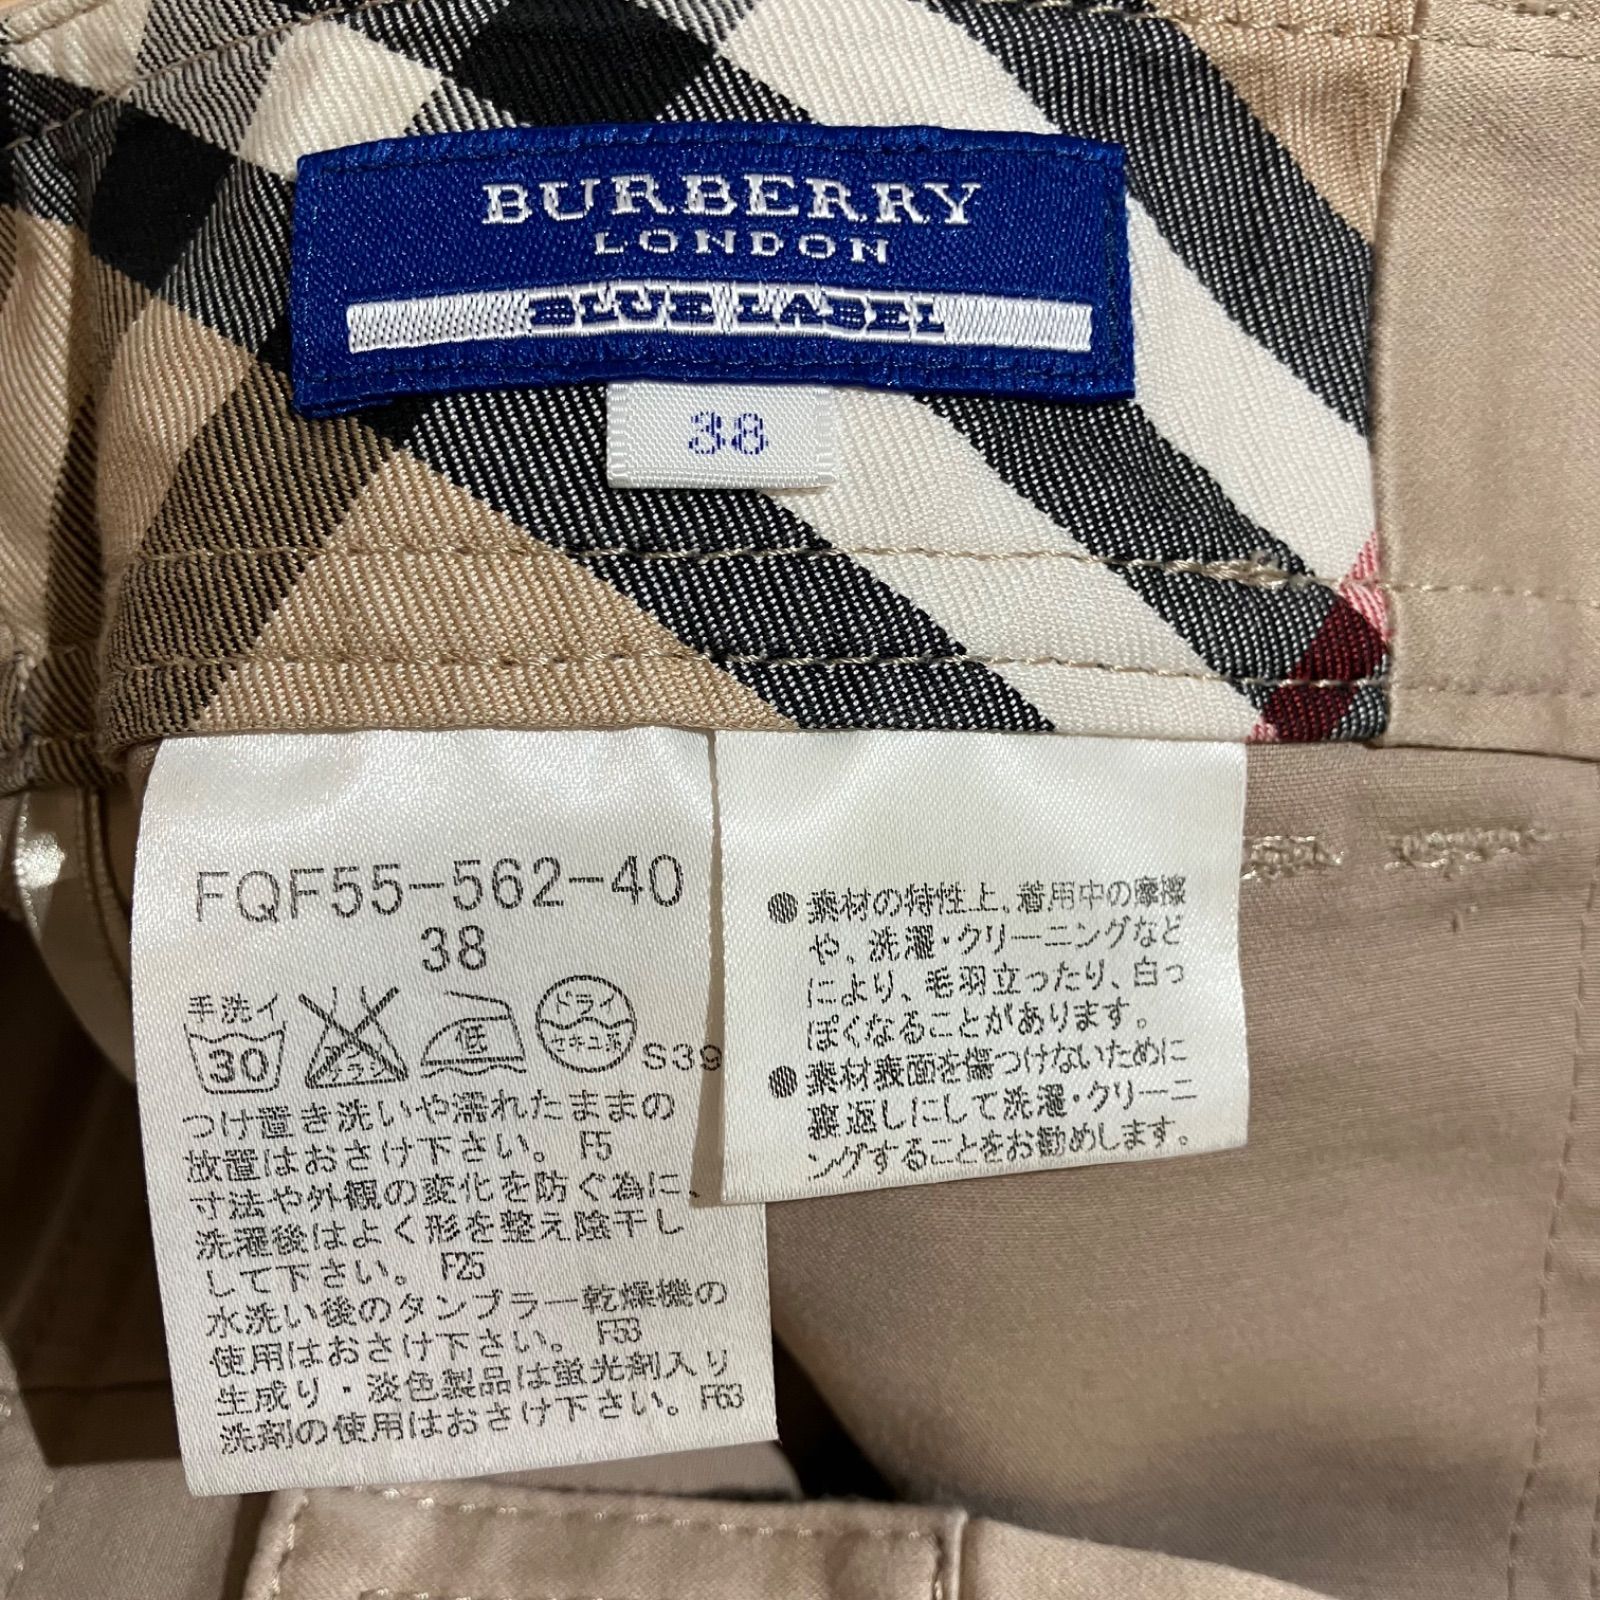 BURBERRY
LONDON
BLUE LABEL
38
FQF55-562-40
38
手洗イ
30
エンソ
サラシ
低
ドライ
セキユ系
S39
つけ置き洗いや濡れたままの
放置はおさけ下さい。 F5
寸法や外観の変化を防ぐ為に、
洗濯後はよく形を整え陰干し
して下さい。 F25
水洗い後のタンブラー乾燥機の
使用はおさけ下さい。 F53
生成り・淡色製品は蛍光剤入り
洗剤の使用はおさけ下さい。 F63
●素材の特性上、着用中の摩擦
や、洗濯・クリーニングなど
により、毛羽立ったり、白っ
ぽくなることがあります。
●素材表面を傷つけないために
裏返しにして洗濯・クリーニ
ングすることをお勧めします。